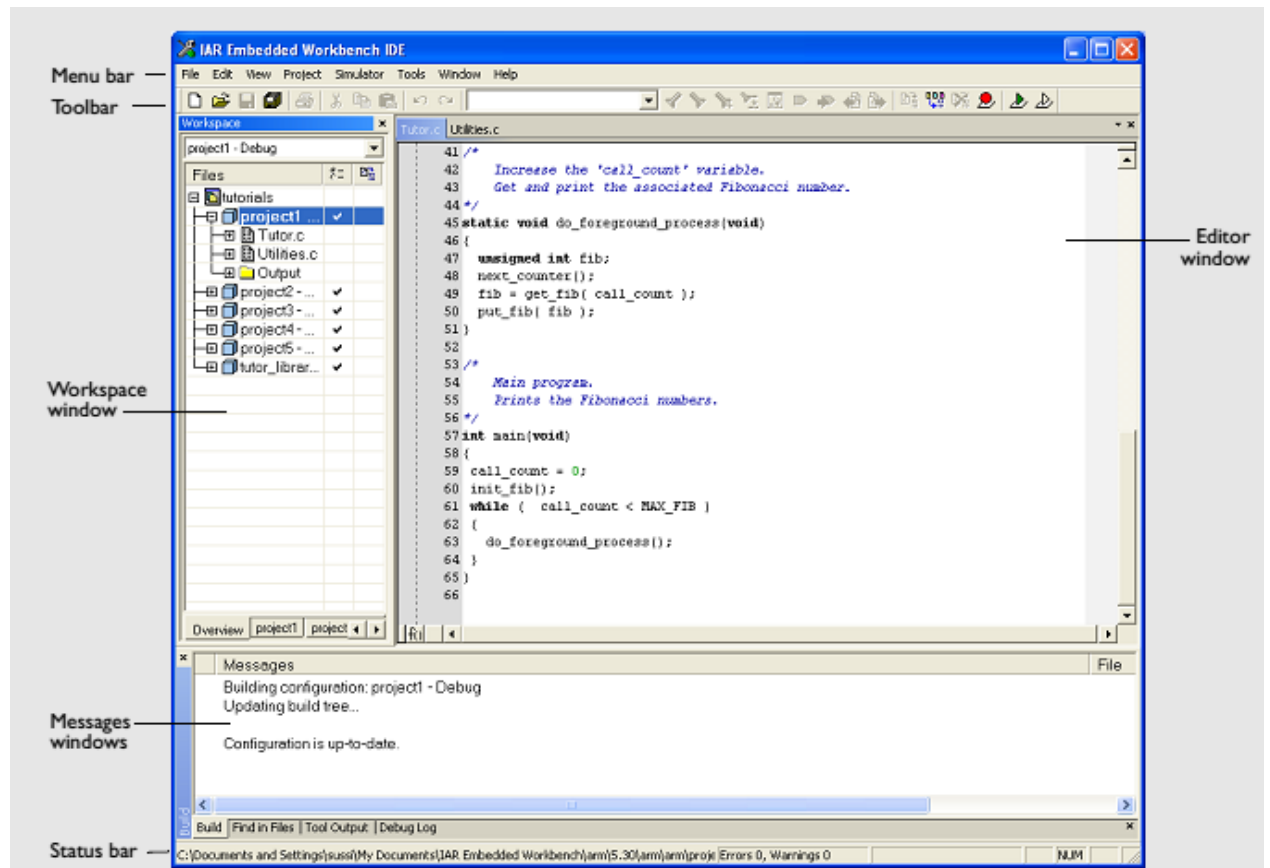 IAR Embedded Workbench IDE
Menu bar
File Edit View Project Simulator Tools Window Help
Toolbar
Workspace
Tutor.c Utilities.c
project1 - Debug
Files
tutorials
project1 ...
Tutor.c
Utilities.c
Output
project2 - ...
project3 - ...
project4 - ...
project5 - ...
tutor_librar...
Workspace
window
Overview project1 project
41 /*
42 Increase the 'call_count' variable.
43 Get and print the associated Fibonacci number.
44 */
45 static void do_foreground_process(void)
46 {
47 unsigned int fib;
48 next_counter();
49 fib = get_fib( call_count );
50 put_fib( fib );
51 }
52
53 /*
54 Main program.
55 Prints the Fibonacci numbers.
56 */
57 int main(void)
58 {
59 call_count = 0;
60 init_fib();
61 while ( call_count < MAX_FIB )
62 {
63 do_foreground_process();
64 }
65 }
66
Editor
window
Messages File
Building configuration: project1 - Debug
Updating build tree...
Configuration is up-to-date.
Messages
windows
Build
Build Find in Files Tool Output Debug Log
Status bar
C:\Documents and Settings\sussi\My Documents\IAR Embedded Workbench\arm\5.30\arm\arm\proje Errors 0, Warnings 0 NUM